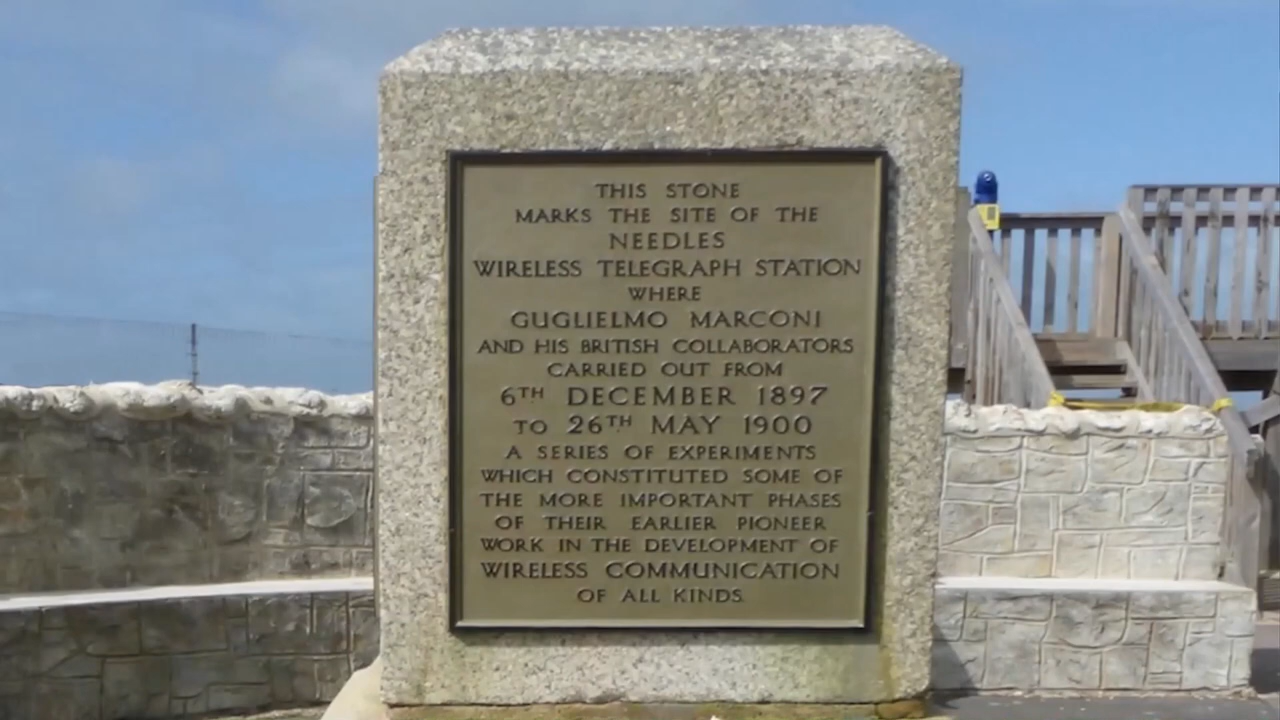 THIS STONE
MARKS THE SITE OF THE
NEEDLES
WIRELESS TELEGRAPH STATION
WHERE
GUGLIELMO MARCONI
AND HIS BRITISH COLLABORATORS
CARRIED OUT FROM
6TH DECEMBER 1897
TO 26TH MAY 1900
A SERIES OF EXPERIMENTS
WHICH CONSTITUTED SOME OF
THE MORE IMPORTANT PHASES
OF THEIR EARLIER PIONEER
WORK IN THE DEVELOPMENT OF
WIRELESS COMMUNICATION
OF ALL KINDS.